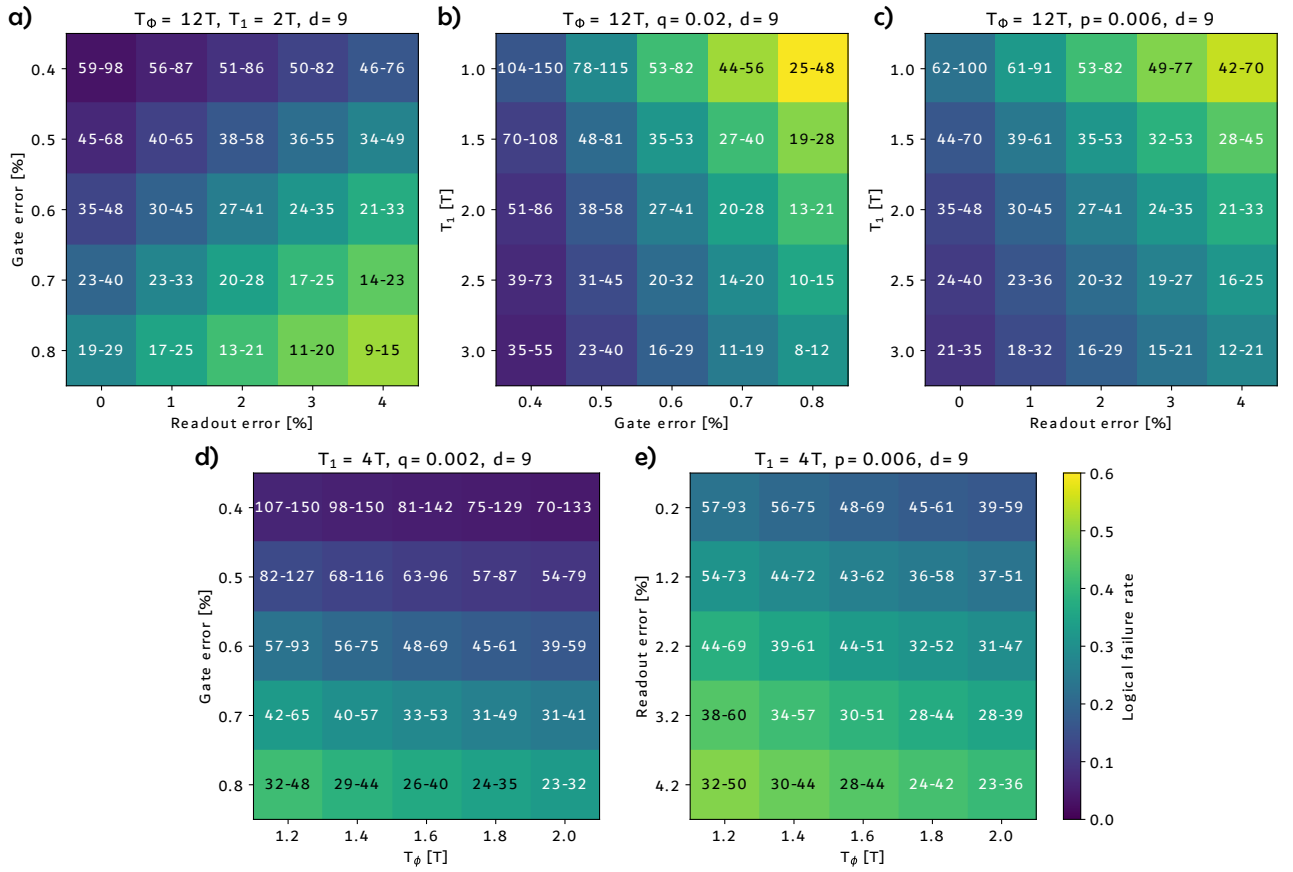 a)
T_Φ = 12T, T₁ = 2T, d = 9
Gate error [%]
0.4 59-98 56-87 51-86 50-82 46-76
0.5 45-68 40-65 38-58 36-55 34-49
0.6 35-48 30-45 27-41 24-35 21-33
0.7 23-40 23-33 20-28 17-25 14-23
0.8 19-29 17-25 13-21 11-20 9-15
0 1 2 3 4
Readout error [%]
b)
T_Φ = 12T, q = 0.02, d = 9
T₁ [T]
1.0 104-150 78-115 53-82 44-56 25-48
1.5 70-108 48-81 35-53 27-40 19-28
2.0 51-86 38-58 27-41 20-28 13-21
2.5 39-73 31-45 20-32 14-20 10-15
3.0 35-55 23-40 16-29 11-19 8-12
0.4 0.5 0.6 0.7 0.8
Gate error [%]
c)
T_Φ = 12T, p = 0.006, d = 9
T₁ [T]
1.0 62-100 61-91 53-82 49-77 42-70
1.5 44-70 39-61 35-53 32-53 28-45
2.0 35-48 30-45 27-41 24-35 21-33
2.5 24-40 23-36 20-32 19-27 16-25
3.0 21-35 18-32 16-29 15-21 12-21
0 1 2 3 4
Readout error [%]
d)
T₁ = 4T, q = 0.002, d = 9
Gate error [%]
0.4 107-150 98-150 81-142 75-129 70-133
0.5 82-127 68-116 63-96 57-87 54-79
0.6 57-93 56-75 48-69 45-61 39-59
0.7 42-65 40-57 33-53 31-49 31-41
0.8 32-48 29-44 26-40 24-35 23-32
1.2 1.4 1.6 1.8 2.0
T_ϕ [T]
e)
T₁ = 4T, p = 0.006, d = 9
Readout error [%]
0.2 57-93 56-75 48-69 45-61 39-59
1.2 54-73 44-72 43-62 36-58 37-51
2.2 44-69 39-61 44-51 32-52 31-47
3.2 38-60 34-57 30-51 28-44 28-39
4.2 32-50 30-44 28-44 24-42 23-36
1.2 1.4 1.6 1.8 2.0
T_ϕ [T]
0.6
0.5
0.4
0.3
0.2
0.1
0.0
Logical failure rate